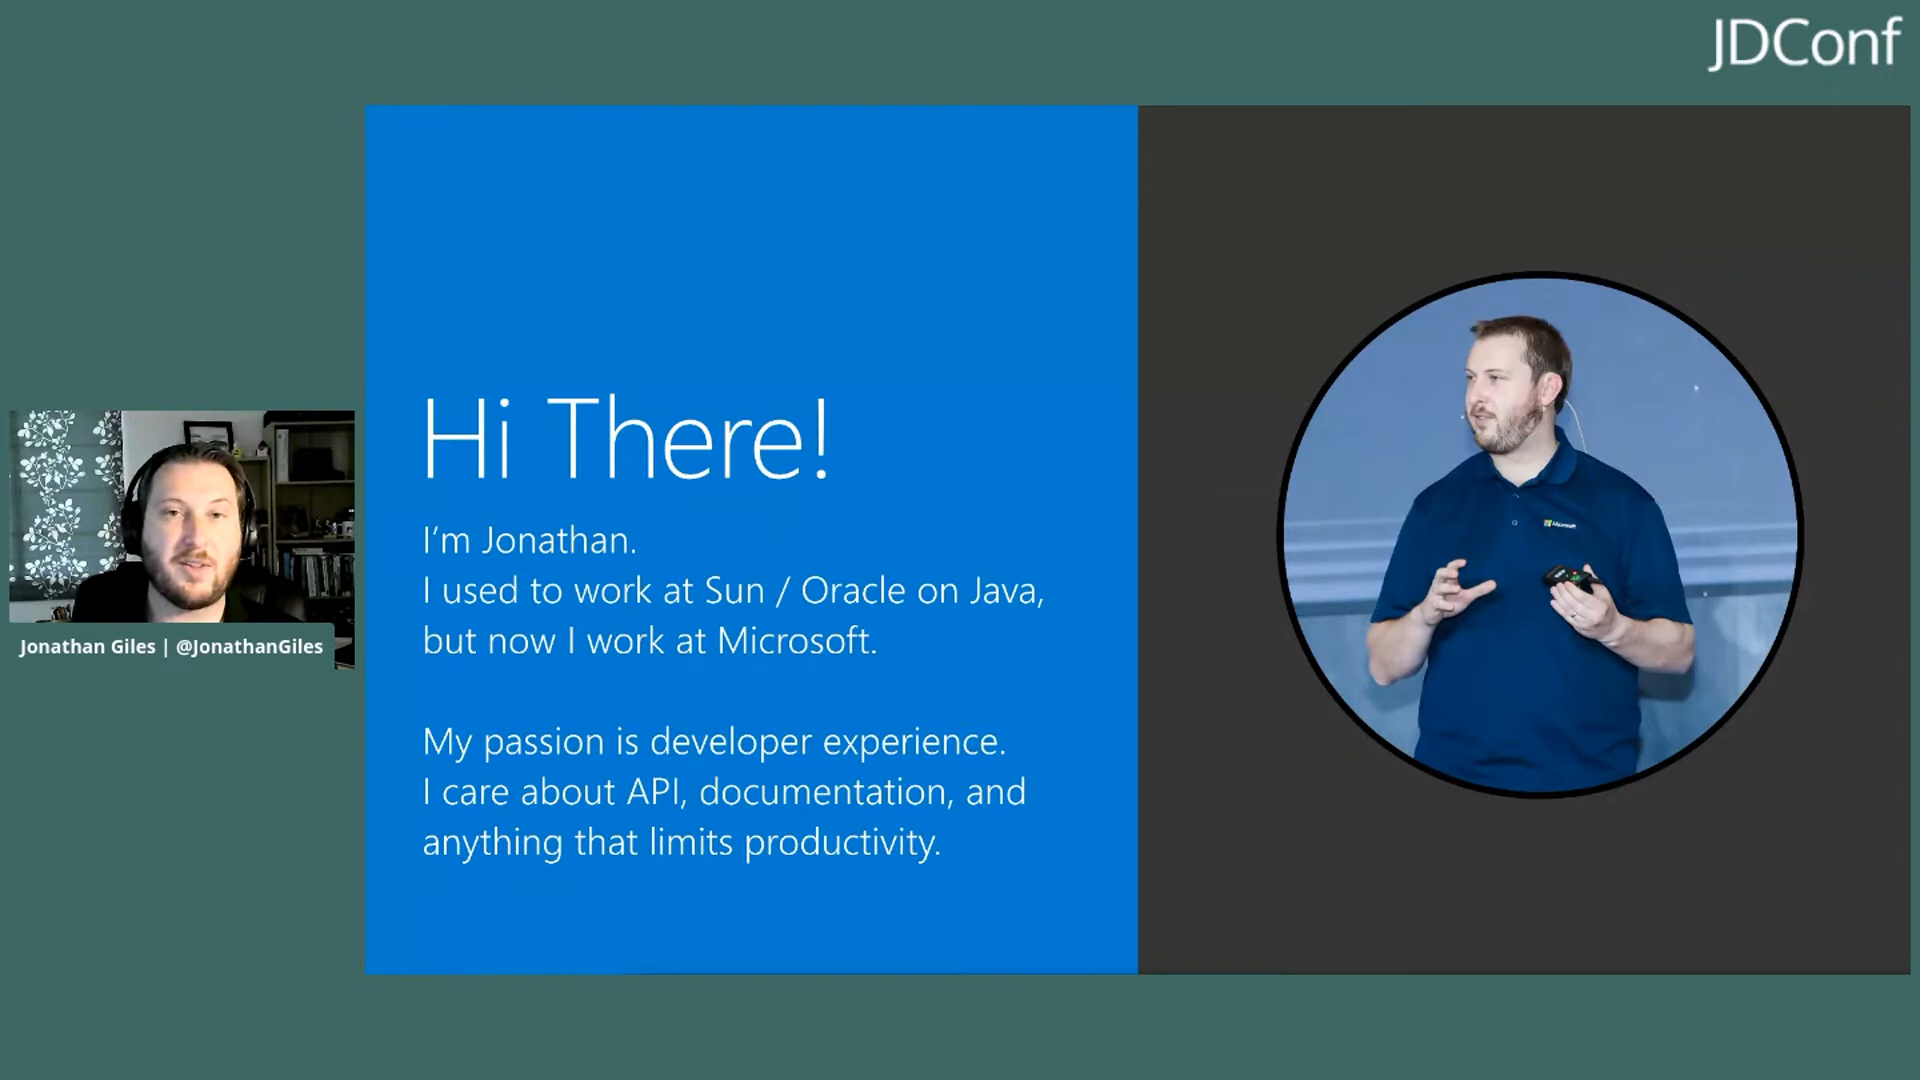 JDConf
Hi There!
I'm Jonathan.
I used to work at Sun / Oracle on Java,
but now I work at Microsoft.
My passion is developer experience.
I care about API, documentation, and
anything that limits productivity.
Microsoft
Jonathan Giles | @JonathanGiles